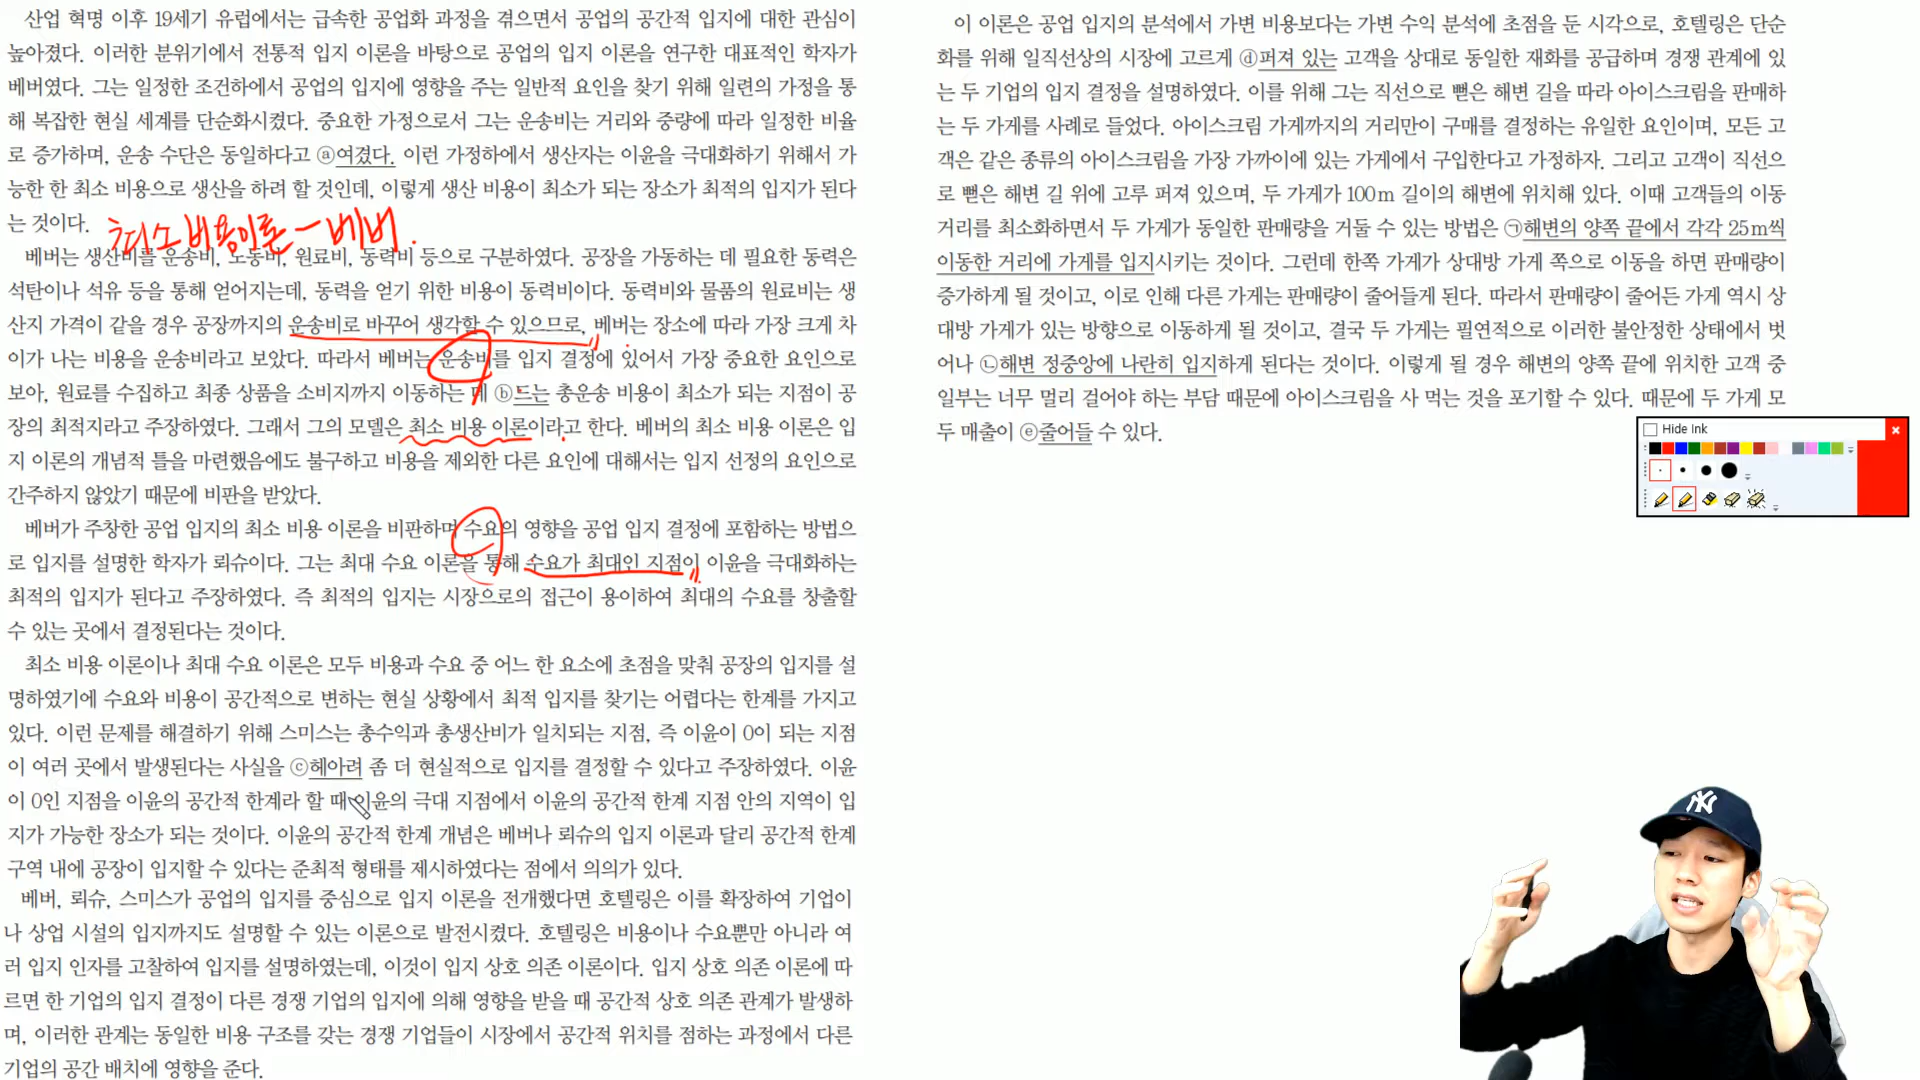 산업 혁명 이후 19세기 유럽에서는 급속한 공업화 과정을 겪으면서 공업의 공간적 입지에 대한 관심이
높아졌다. 이러한 분위기에서 전통적 입지 이론을 바탕으로 공업의 입지 이론을 연구한 대표적인 학자가
베버였다. 그는 일정한 조건하에서 공업의 입지에 영향을 주는 일반적 요인을 찾기 위해 일련의 가정을 통
해 복잡한 현실 세계를 단순화시켰다. 중요한 가정으로서 그는 운송비는 거리와 중량에 따라 일정한 비율
로 증가하며, 운송 수단은 동일하다고 ⓐ여겼다. 이런 가정하에서 생산자는 이윤을 극대화하기 위해서 가
능한 한 최소 비용으로 생산을 하려 할 것인데, 이렇게 생산 비용이 최소가 되는 장소가 최적의 입지가 된다
는 것이다.
최소 비용이론 - 베버.
베버는 생산비를 운송비, 노동비, 원료비, 동력비 등으로 구분하였다. 공장을 가동하는 데 필요한 동력은
석탄이나 석유 등을 통해 얻어지는데, 동력을 얻기 위한 비용이 동력비이다. 동력비와 물품의 원료비는 생
산지 가격이 같을 경우 공장까지의 운송비로 바꾸어 생각할 수 있으므로, 베버는 장소에 따라 가장 크게 차
이가 나는 비용을 운송비라고 보았다. 따라서 베버는 운송비를 입지 결정에 있어서 가장 중요한 요인으로
보아, 원료를 수집하고 최종 상품을 소비지까지 이동하는 데 ⓑ드는 총운송 비용이 최소가 되는 지점이 공
장의 최적지라고 주장하였다. 그래서 그의 모델은 최소 비용 이론이라고 한다. 베버의 최소 비용 이론은 입
지 이론의 개념적 틀을 마련했음에도 불구하고 비용을 제외한 다른 요인에 대해서는 입지 선정의 요인으로
간주하지 않았기 때문에 비판을 받았다.
베버가 주창한 공업 입지의 최소 비용 이론을 비판하며 수요의 영향을 공업 입지 결정에 포함하는 방법으
로 입지를 설명한 학자가 뢰슈이다. 그는 최대 수요 이론을 통해 수요가 최대인 지점이 이윤을 극대화하는
최적의 입지가 된다고 주장하였다. 즉 최적의 입지는 시장으로의 접근이 용이하여 최대의 수요를 창출할
수 있는 곳에서 결정된다는 것이다.
최소 비용 이론이나 최대 수요 이론은 모두 비용과 수요 중 어느 한 요소에 초점을 맞춰 공장의 입지를 설
명하였기에 수요와 비용이 공간적으로 변하는 현실 상황에서 최적 입지를 찾기는 어렵다는 한계를 가지고
있다. 이런 문제를 해결하기 위해 스미스는 총수익과 총생산비가 일치되는 지점, 즉 이윤이 0이 되는 지점
이 여러 곳에서 발생된다는 사실을 ⓒ헤아려 좀 더 현실적으로 입지를 결정할 수 있다고 주장하였다. 이윤
이 0인 지점을 이윤의 공간적 한계라 할 때 이윤의 극대 지점에서 이윤의 공간적 한계 지점 안의 지역이 입
지가 가능한 장소가 되는 것이다. 이윤의 공간적 한계 개념은 베버나 뢰슈의 입지 이론과 달리 공간적 한계
구역 내에 공장이 입지할 수 있다는 준최적 형태를 제시하였다는 점에서 의의가 있다.
베버, 뢰슈, 스미스가 공업의 입지를 중심으로 입지 이론을 전개했다면 호텔링은 이를 확장하여 기업이
나 상업 시설의 입지까지도 설명할 수 있는 이론으로 발전시켰다. 호텔링은 비용이나 수요뿐만 아니라 여
러 입지 인자를 고찰하여 입지를 설명하였는데, 이것이 입지 상호 의존 이론이다. 입지 상호 의존 이론에 따
르면 한 기업의 입지 결정이 다른 경쟁 기업의 입지에 의해 영향을 받을 때 공간적 상호 의존 관계가 발생하
며, 이러한 관계는 동일한 비용 구조를 갖는 경쟁 기업들이 시장에서 공간적 위치를 점하는 과정에서 다른
기업의 공간 배치에 영향을 준다.
이 이론은 공업 입지의 분석에서 가변 비용보다는 가변 수익 분석에 초점을 둔 시각으로, 호텔링은 단순
화를 위해 일직선상의 시장에 고르게 ⓓ퍼져 있는 고객을 상대로 동일한 재화를 공급하며 경쟁 관계에 있
는 두 기업의 입지 결정을 설명하였다. 이를 위해 그는 직선으로 뻗은 해변 길을 따라 아이스크림을 판매하
는 두 가게를 사례로 들었다. 아이스크림 가게까지의 거리만이 구매를 결정하는 유일한 요인이며, 모든 고
객은 같은 종류의 아이스크림을 가장 가까이에 있는 가게에서 구입한다고 가정하자. 그리고 고객이 직선으
로 뻗은 해변 길 위에 고루 퍼져 있으며, 두 가게가 100m 길이의 해변에 위치해 있다. 이때 고객들의 이동
거리를 최소화하면서 두 가게가 동일한 판매량을 거둘 수 있는 방법은 ㉠해변의 양쪽 끝에서 각각 25m씩
이동한 거리에 가게를 입지시키는 것이다. 그런데 한쪽 가게가 상대방 가게 쪽으로 이동을 하면 판매량이
증가하게 될 것이고, 이로 인해 다른 가게는 판매량이 줄어들게 된다. 따라서 판매량이 줄어든 가게 역시 상
대방 가게가 있는 방향으로 이동하게 될 것이고, 결국 두 가게는 필연적으로 이러한 불안정한 상태에서 벗
어나 ㉡해변 정중앙에 나란히 입지하게 된다는 것이다. 이렇게 될 경우 해변의 양쪽 끝에 위치한 고객 중
일부는 너무 멀리 걸어야 하는 부담 때문에 아이스크림을 사 먹는 것을 포기할 수 있다. 때문에 두 가게 모
두 매출이 ⓔ줄어들 수 있다.
Hide Ink
NY